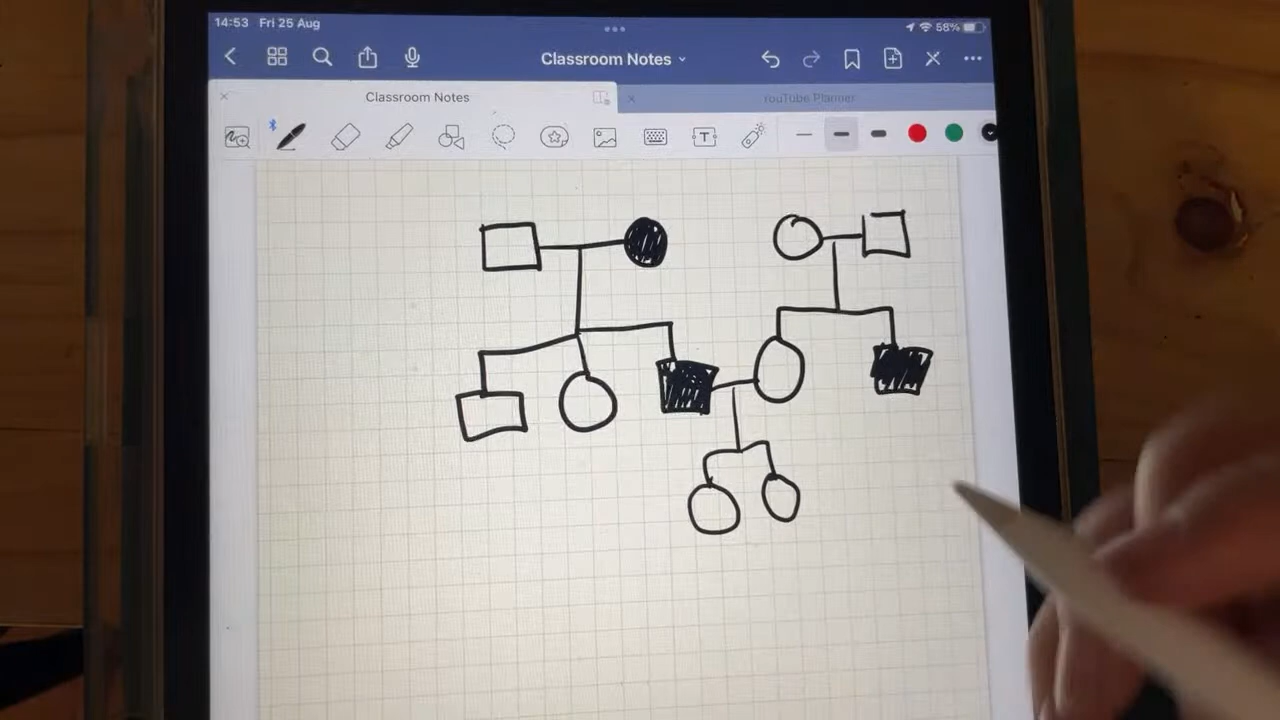 14:53 Fri 25 Aug 58%
Classroom Notes
Classroom Notes
YouTube Planner
T